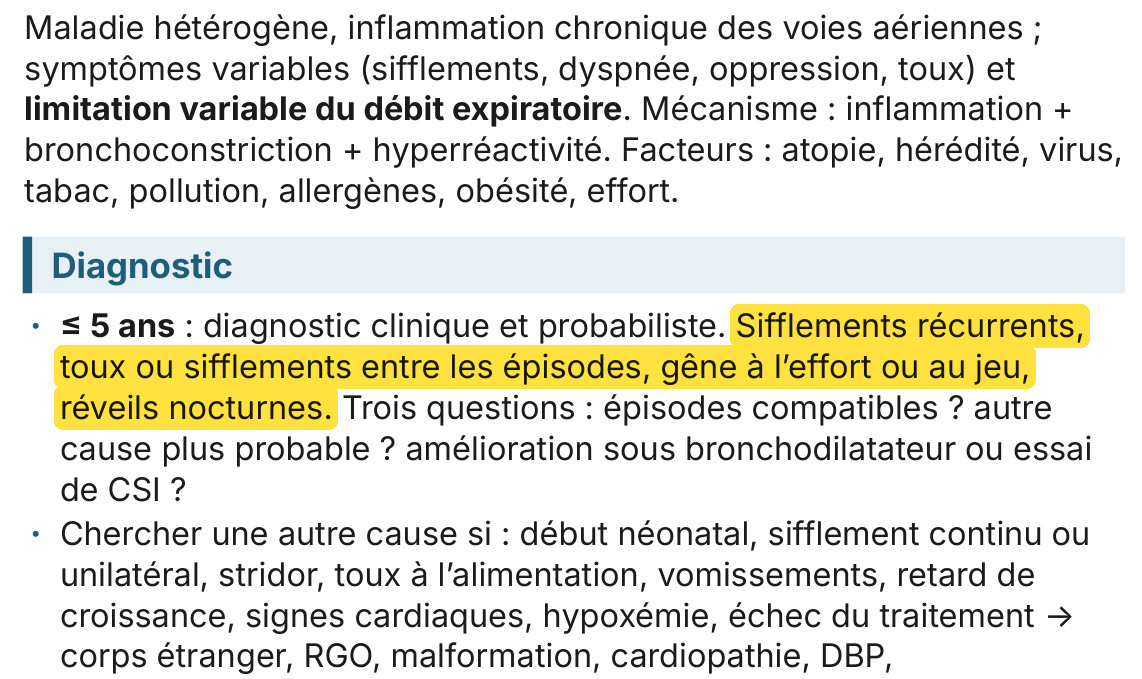 Maladie hétérogène, inflammation chronique des voies aériennes ;
symptômes variables (sifflements, dyspnée, oppression, toux) et
limitation variable du débit expiratoire. Mécanisme : inflammation +
bronchoconstriction + hyperréactivité. Facteurs : atopie, hérédité, virus,
tabac, pollution, allergènes, obésité, effort.
Diagnostic
• ≤ 5 ans : diagnostic clinique et probabiliste. Sifflements récurrents,
toux ou sifflements entre les épisodes, gêne à l’effort ou au jeu,
réveils nocturnes. Trois questions : épisodes compatibles ? autre
cause plus probable ? amélioration sous bronchodilatateur ou essai
de CSI ?
• Chercher une autre cause si : début néonatal, sifflement continu ou
unilatéral, stridor, toux à l’alimentation, vomissements, retard de
croissance, signes cardiaques, hypoxémie, échec du traitement →
corps étranger, RGO, malformation, cardiopathie, DBP,